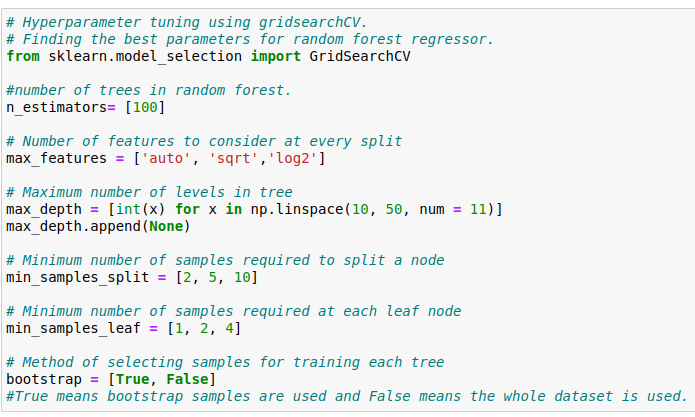 # Hyperparameter tuning using gridsearchCV.
# Finding the best parameters for random forest regressor.
from sklearn.model_selection import GridSearchCV
#number of trees in random forest.
n_estimators= [100]
# Number of features to consider at every split
max_features = ['auto', 'sqrt','log2']
# Maximum number of levels in tree
max_depth = [int(x) for x in np.linspace(10, 50, num = 11)]
max_depth.append(None)
# Minimum number of samples required to split a node
min_samples_split = [2, 5, 10]
# Minimum number of samples required at each leaf node
min_samples_leaf = [1, 2, 4]
# Method of selecting samples for training each tree
bootstrap = [True, False]
#True means bootstrap samples are used and False means the whole dataset is used.